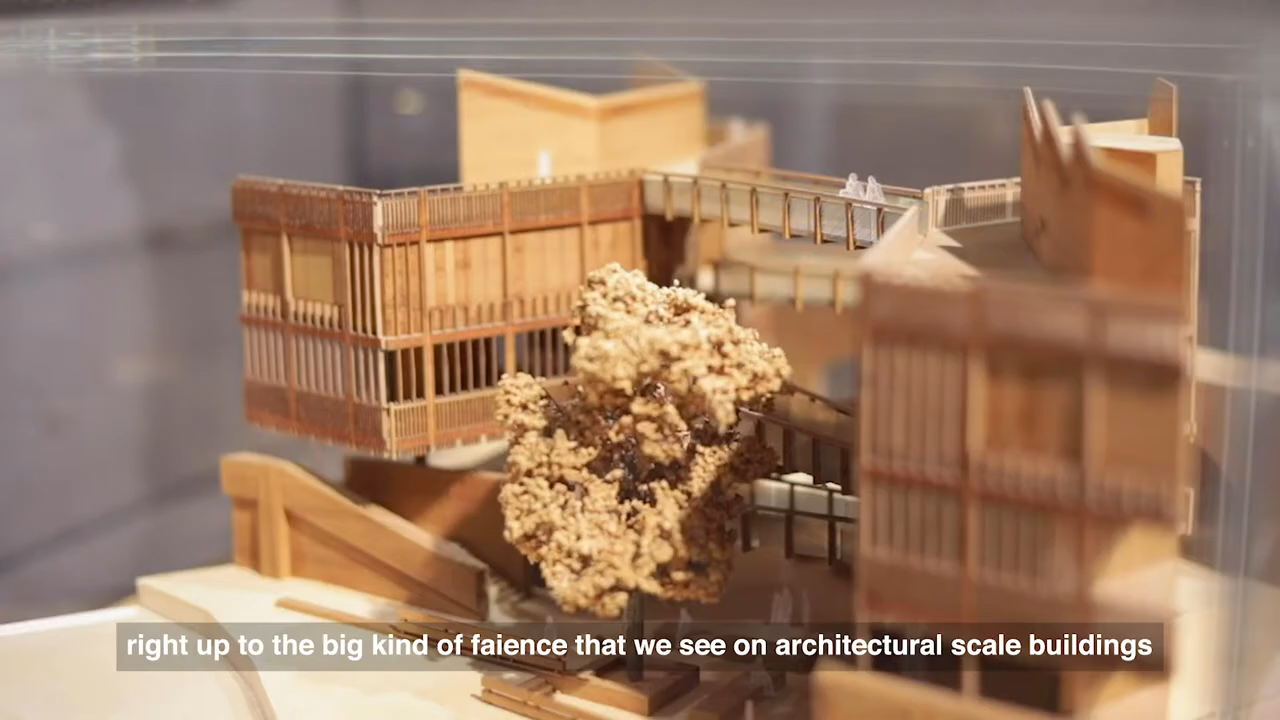 right up to the big kind of faience that we see on architectural scale buildings